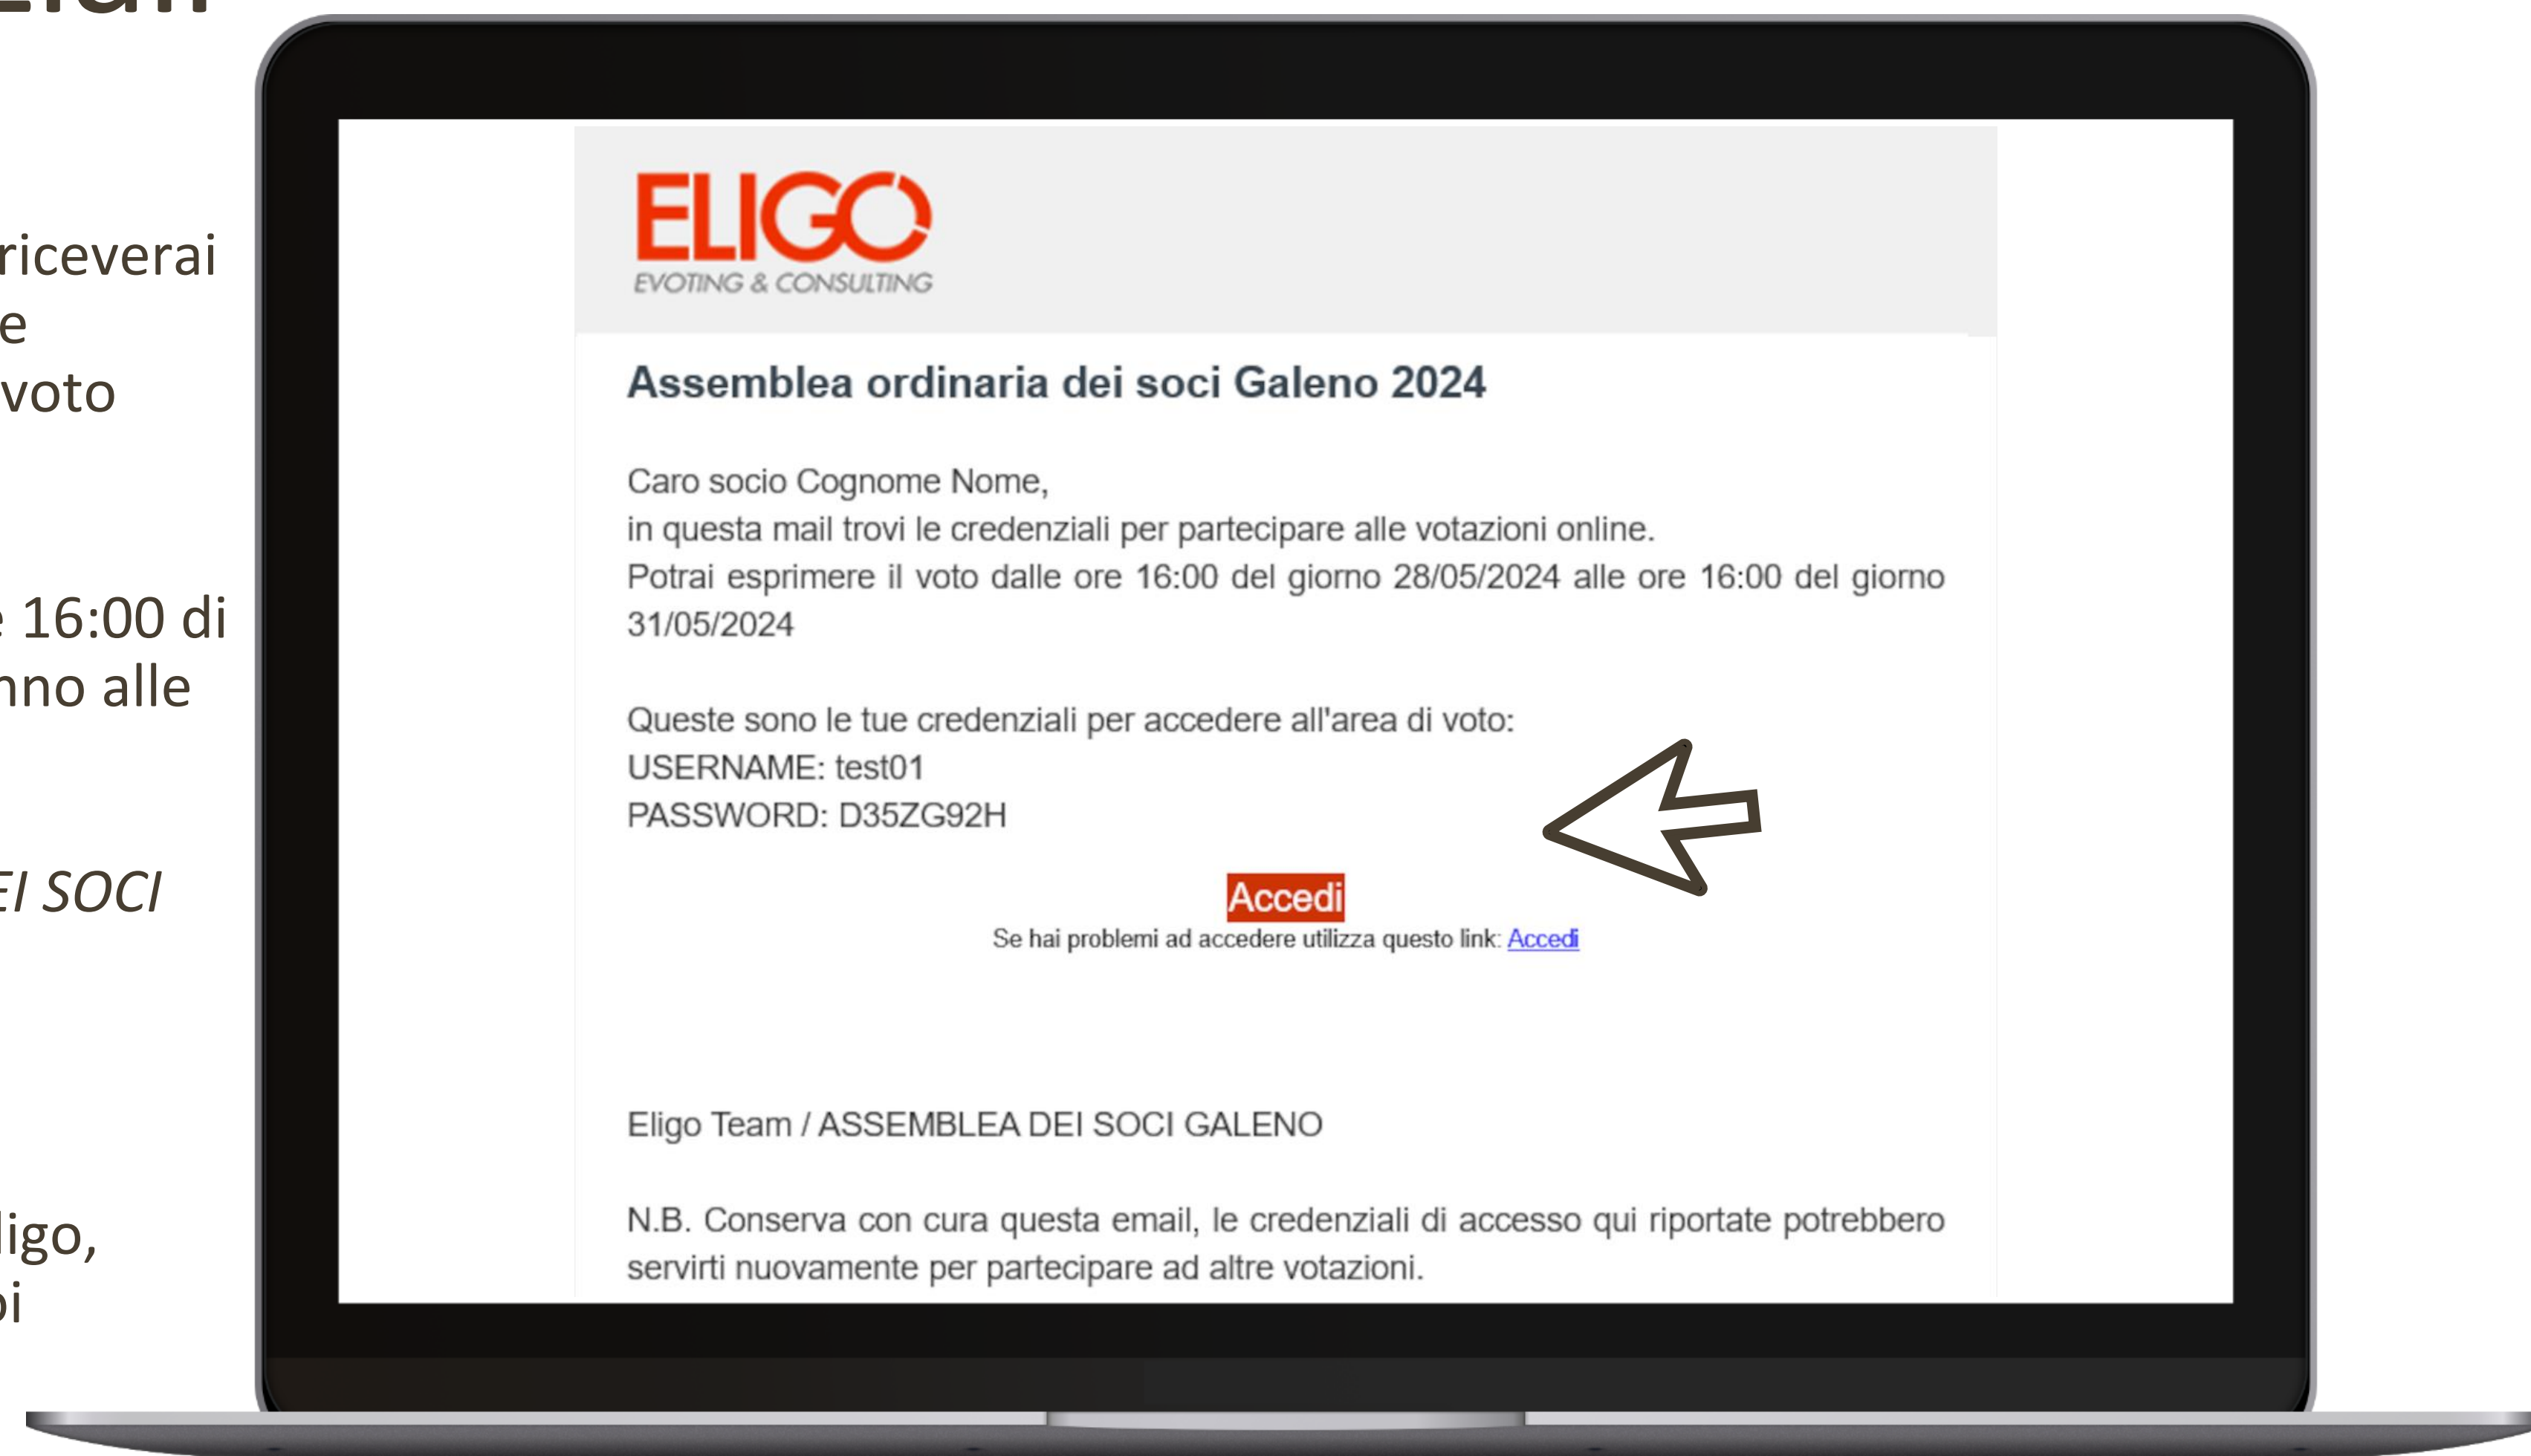 riceverai
e
voto
e 16:00 di
nno alle
EI SOCI
ligo,
oi
ELIGO
EVOTING & CONSULTING
Assemblea ordinaria dei soci Galeno 2024
Caro socio Cognome Nome,
in questa mail trovi le credenziali per partecipare alle votazioni online.
Potrai esprimere il voto dalle ore 16:00 del giorno 28/05/2024 alle ore 16:00 del giorno
31/05/2024
Queste sono le tue credenziali per accedere all'area di voto:
USERNAME: test01
PASSWORD: D35ZG92H
Accedi
Se hai problemi ad accedere utilizza questo link: Accedi
Eligo Team / ASSEMBLEA DEI SOCI GALENO
N.B. Conserva con cura questa email, le credenziali di accesso qui riportate potrebbero
servirti nuovamente per partecipare ad altre votazioni.